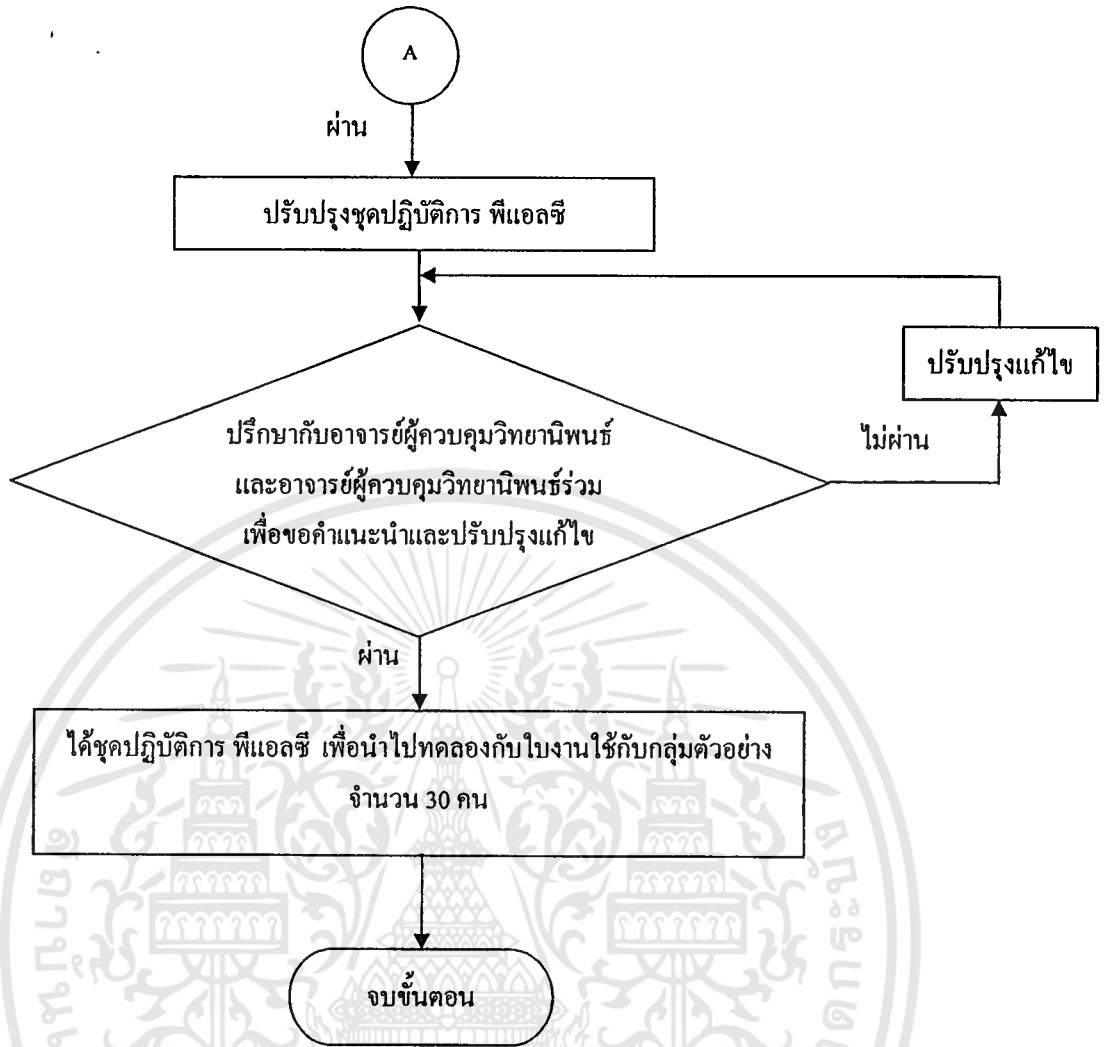 A
ผ่าน
ปรับปรุงชุดปฏิบัติการ พีแอลซี
ปรับปรุงแก้ไข
ปรึกษากับอาจารย์ผู้ควบคุมวิทยานิพนธ์
และอาจารย์ผู้ควบคุมวิทยานิพนธ์ร่วม
เพื่อขอคำแนะนำและปรับปรุงแก้ไข
ไม่ผ่าน
ผ่าน
ได้ชุดปฏิบัติการ พีแอลซี เพื่อนำไปทดลองกับใบงานใช้กับกลุ่มตัวอย่าง
จำนวน 30 คน
จบขั้นตอน